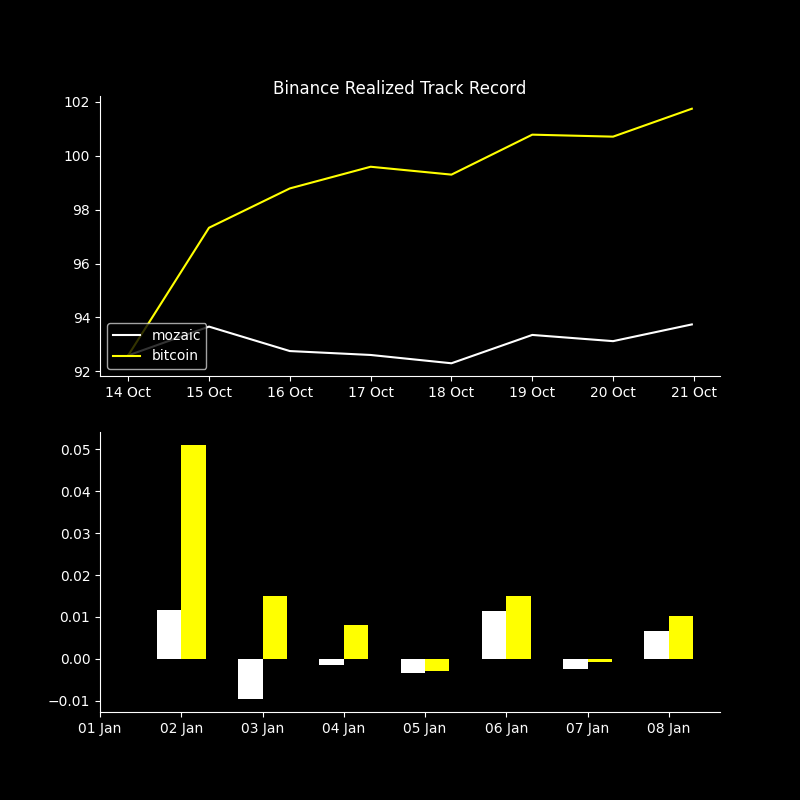 Binance Realized Track Record
102
100
98
96
94
92
mozaic
bitcoin
14 Oct 15 Oct 16 Oct 17 Oct 18 Oct 19 Oct 20 Oct 21 Oct
0.05
0.04
0.03
0.02
0.01
0.00
−0.01
01 Jan 02 Jan 03 Jan 04 Jan 05 Jan 06 Jan 07 Jan 08 Jan